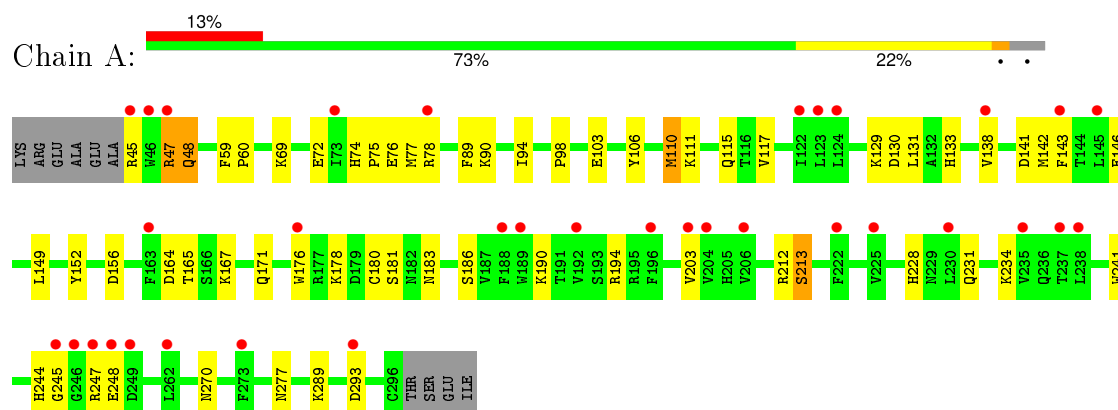 13%
Chain A:
73%
22%
•
•
LYS ARG GLU ALA GLU ALA R45 W46 R47 Q48 F59 P60 K69 E72 I73 H74 P75 E76 M77 R78 F89 K90 I94 P98 E103 Y106 M110 K111 Q115 T116 V117 I122 L123 L124 K129 D130 L131 A132 H133 V138 D141 M142 F143 T144 L145
L149 Y152 D156 F163 D164 T165 S166 K167 Q171 W176 R177 K178 D179 C180 S181 N182 N183 S186 V187 F188 W189 K190 T191 V192 S193 R194 R195 F196 V203 V204 H205 V206 R212 S213 F222 V225 H228 N229 L230 Q231 K234 V235 Q236 T237 L238
H244 G245 G246 R247 E248 D249 L262 N270 F273 N277 K289 D293 C296 THR SER GLU ILE